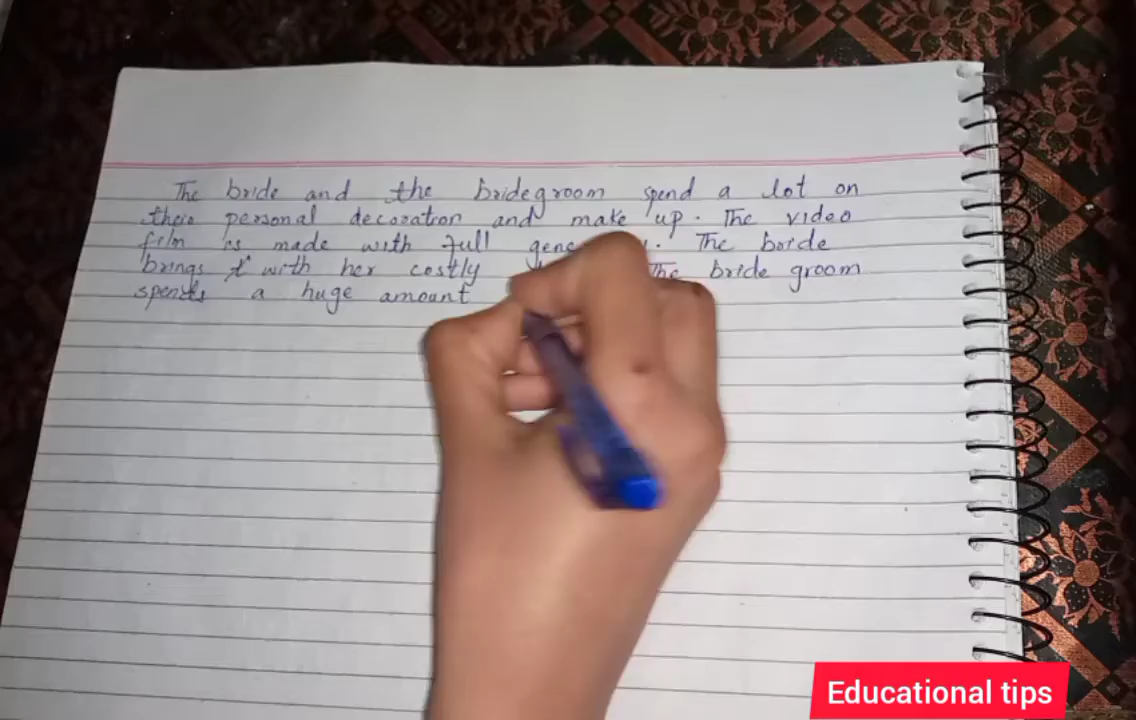 The bride and the bridegroom spend a lot on
their personal decoration and make up. The video
film is made with full The bride
brings with her costly The bride groom
spends a huge amount
Educational tips